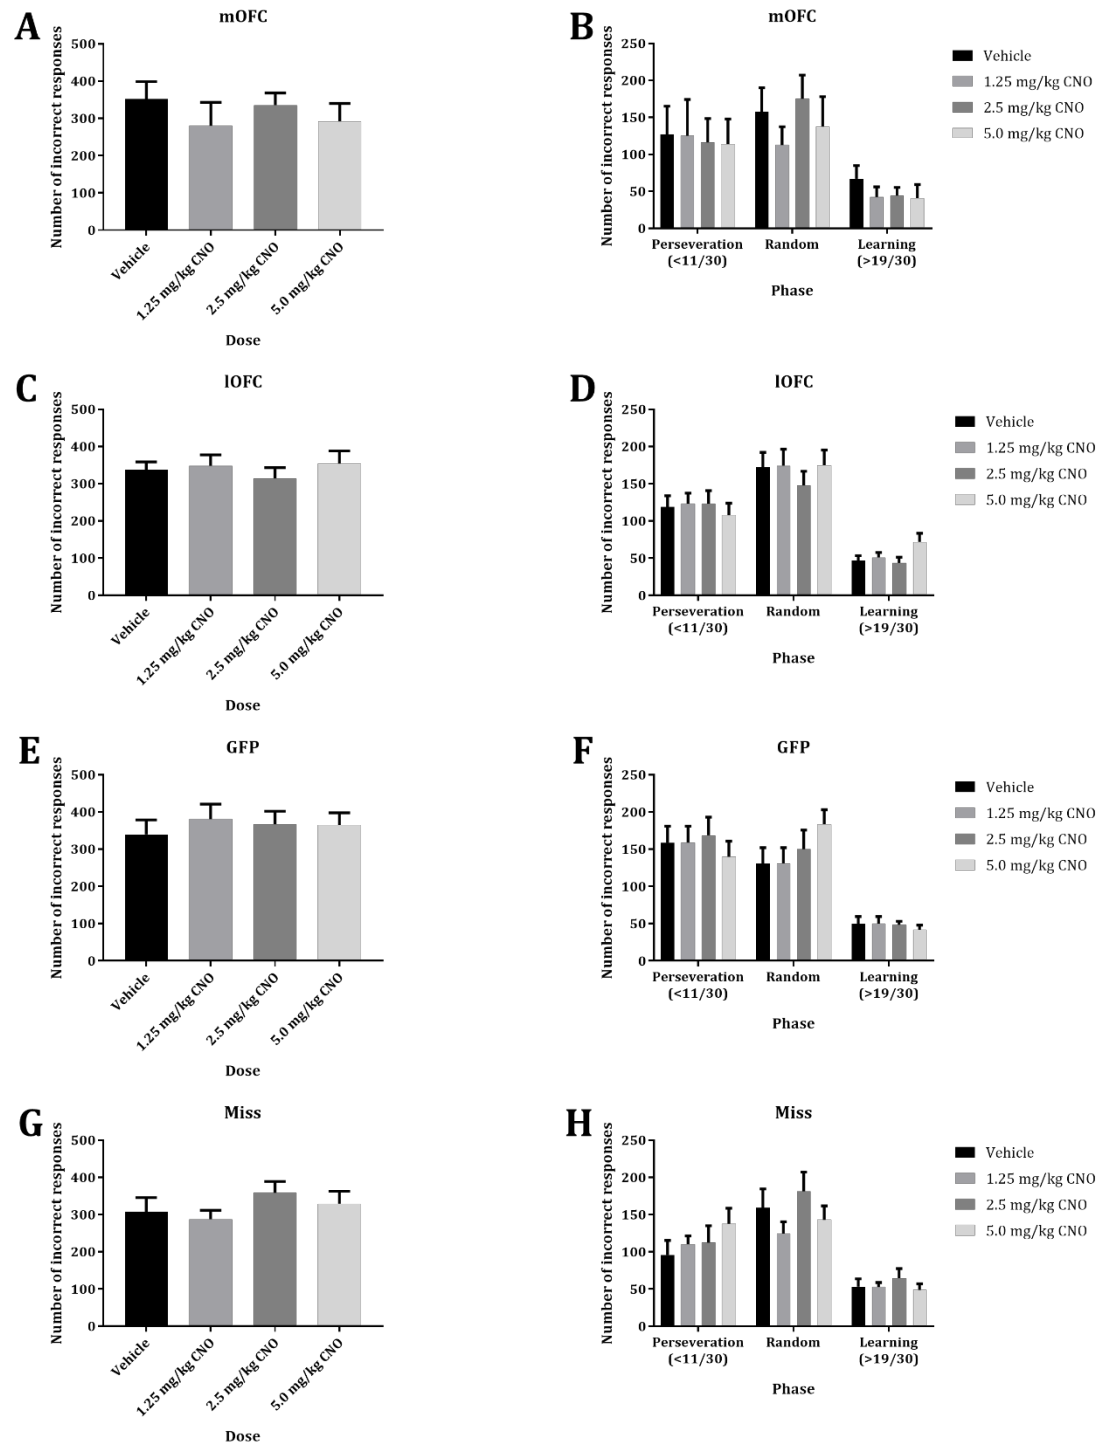 A
mOFC
Number of incorrect responses
500
400
300
200
100
0
Vehicle
1.25 mg/kg CNO
2.5 mg/kg CNO
5.0 mg/kg CNO
Dose
B
mOFC
Number of incorrect responses
250
200
150
100
50
0
Perseveration
(<11/30)
Random
Learning
(>19/30)
Phase
Vehicle
1.25 mg/kg CNO
2.5 mg/kg CNO
5.0 mg/kg CNO
C
lOFC
Number of incorrect responses
500
400
300
200
100
0
Vehicle
1.25 mg/kg CNO
2.5 mg/kg CNO
5.0 mg/kg CNO
Dose
D
lOFC
Number of incorrect responses
250
200
150
100
50
0
Perseveration
(<11/30)
Random
Learning
(>19/30)
Phase
Vehicle
1.25 mg/kg CNO
2.5 mg/kg CNO
5.0 mg/kg CNO
E
GFP
Number of incorrect responses
500
400
300
200
100
0
Vehicle
1.25 mg/kg CNO
2.5 mg/kg CNO
5.0 mg/kg CNO
Dose
F
GFP
Number of incorrect responses
250
200
150
100
50
0
Perseveration
(<11/30)
Random
Learning
(>19/30)
Phase
Vehicle
1.25 mg/kg CNO
2.5 mg/kg CNO
5.0 mg/kg CNO
G
Miss
Number of incorrect responses
500
400
300
200
100
0
Vehicle
1.25 mg/kg CNO
2.5 mg/kg CNO
5.0 mg/kg CNO
Dose
H
Miss
Number of incorrect responses
250
200
150
100
50
0
Perseveration
(<11/30)
Random
Learning
(>19/30)
Phase
Vehicle
1.25 mg/kg CNO
2.5 mg/kg CNO
5.0 mg/kg CNO